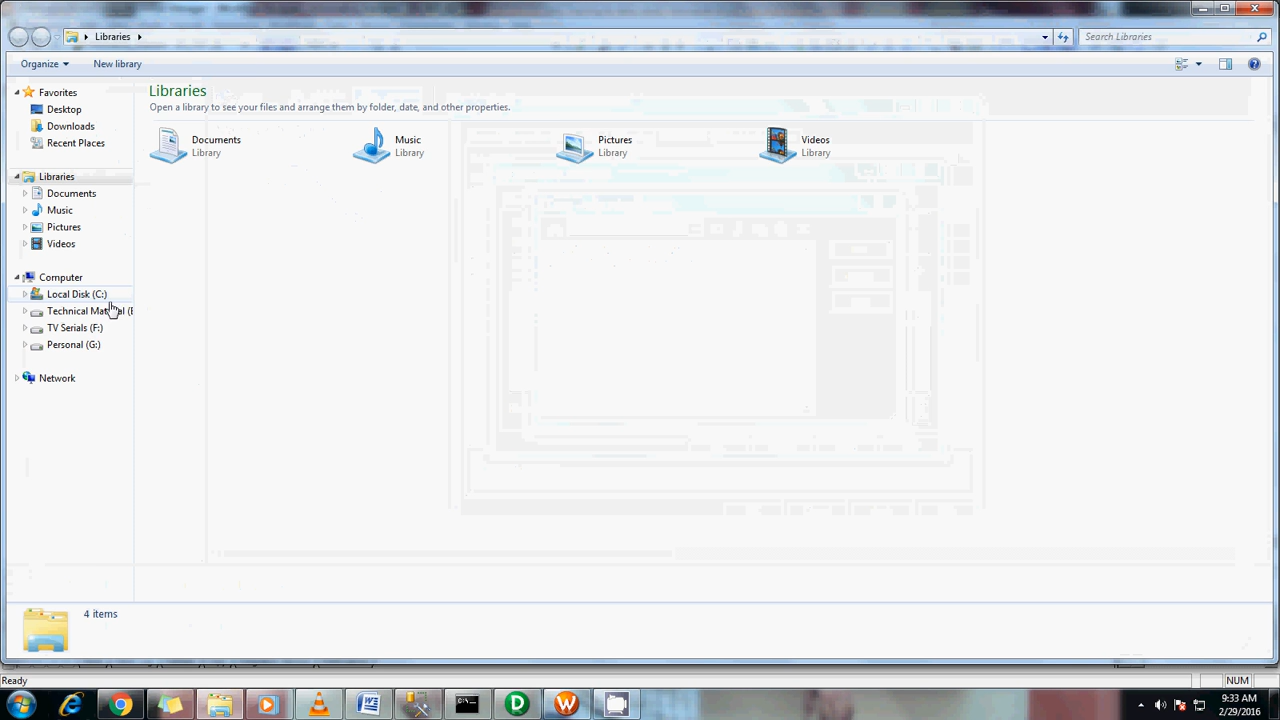 Libraries
Search Libraries
Organize
New library
Favorites
Desktop
Downloads
Recent Places
Libraries
Documents
Music
Pictures
Videos
Computer
Local Disk (C:)
Technical
TV Serials (F:)
Personal (G:)
Network
Libraries
Open a library to see your files and arrange them by folder, date, and other properties.
Documents
Library
Music
Library
Pictures
Library
Videos
Library
4 items
Ready
NUM
9:33 AM
2/29/2016